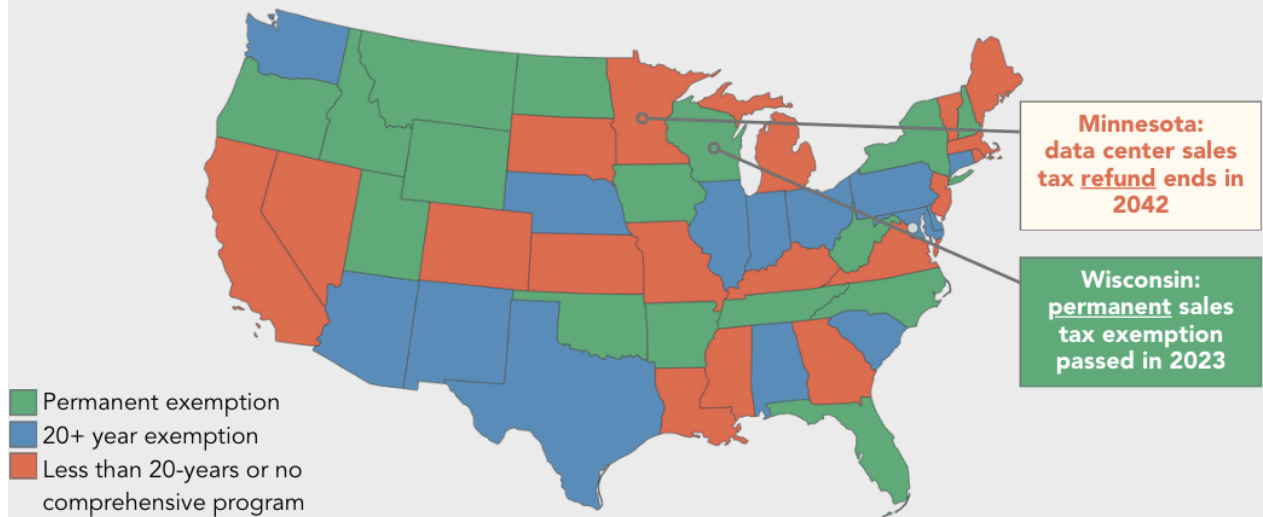 Minnesota:
data center sales
tax refund ends in
2042
Wisconsin:
permanent sales
tax exemption
passed in 2023
Permanent exemption
20+ year exemption
Less than 20-years or no
comprehensive program